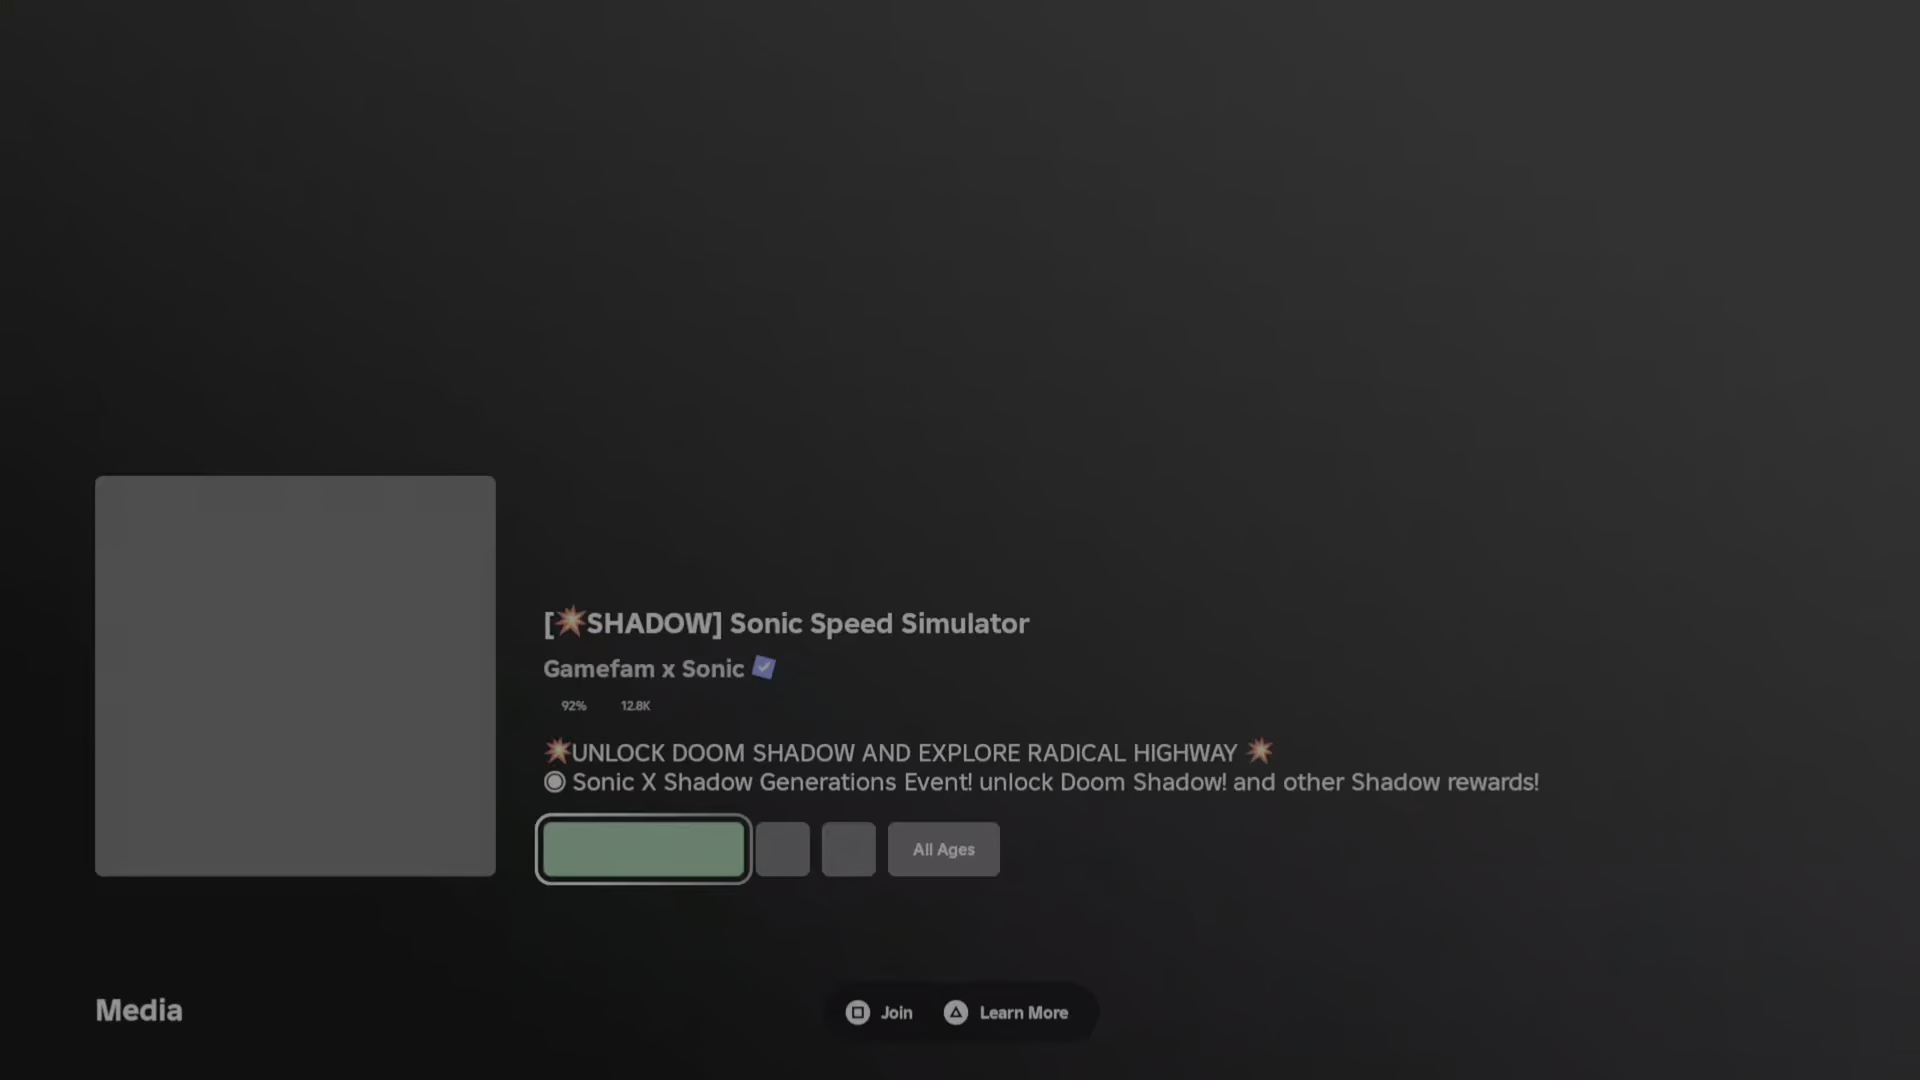 [💥SHADOW] Sonic Speed Simulator
Gamefam x Sonic
92% 12.8K
💥UNLOCK DOOM SHADOW AND EXPLORE RADICAL HIGHWAY 💥
◉ Sonic X Shadow Generations Event! unlock Doom Shadow! and other Shadow rewards!
All Ages
Media
Join
Learn More